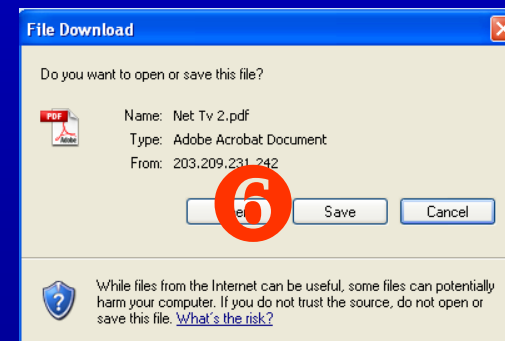 File Download
Do you want to open or save this file?
PDF
Adobe
Name: Net Tv 2.pdf
Type: Adobe Acrobat Document
From: 203.209.231.242
6
Save
Cancel
While files from the Internet can be useful, some files can potentially
harm your computer. If you do not trust the source, do not open or
save this file. What's the risk?